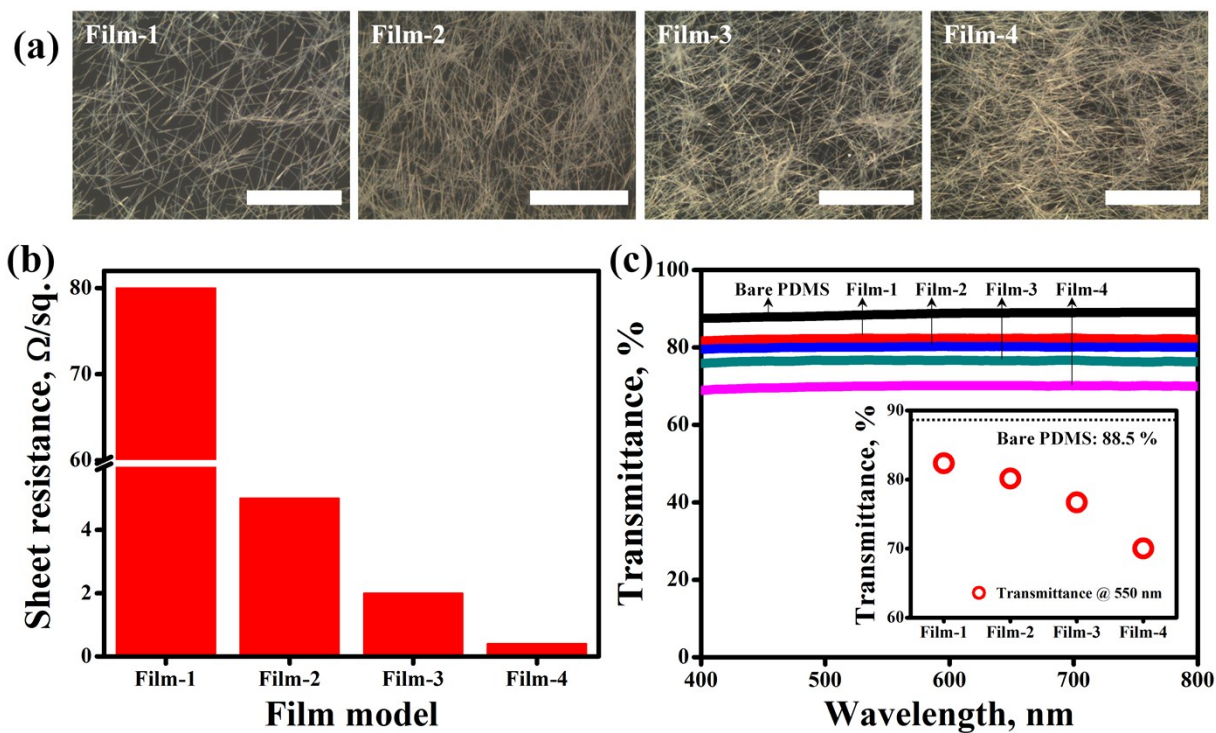 (a)
Film-1
Film-2
Film-3
Film-4
(b)
Sheet resistance, Ω/sq.
80
70
60
4
2
0
Film-1
Film-2
Film-3
Film-4
Film model
(c)
Transmittance, %
100
80
60
40
20
0
Bare PDMS
Film-1
Film-2
Film-3
Film-4
400
500
600
700
800
Wavelength, nm
Transmittance, %
90
80
70
60
Bare PDMS: 88.5 %
Transmittance @ 550 nm
Film-1
Film-2
Film-3
Film-4